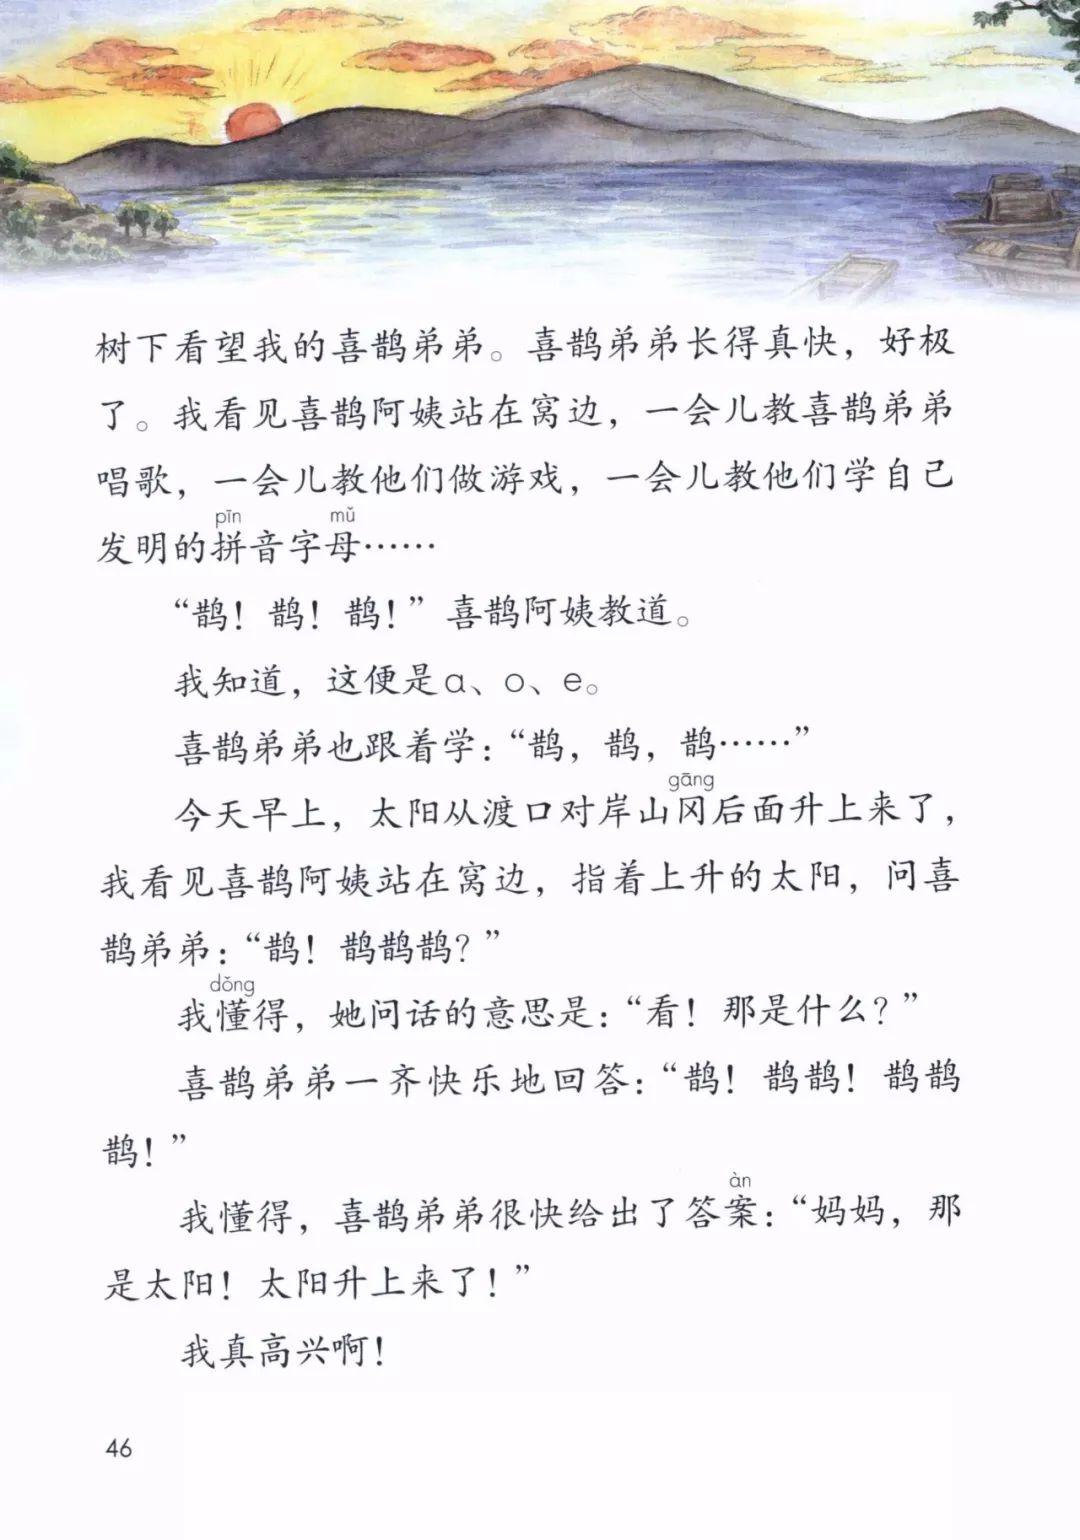 树下看望我的喜鹊弟弟。喜鹊弟弟长得真快，好极
了。我看见喜鹊阿姨站在窝边，一会儿教喜鹊弟弟
唱歌，一会儿教他们做游戏，一会儿教他们学自己
pīn mǔ
发明的拼音字母……
“鹊！鹊！鹊！”喜鹊阿姨教道。
我知道，这便是ɑ、o、e。
喜鹊弟弟也跟着学：“鹊，鹊，鹊……”
gāng
今天早上，太阳从渡口对岸山冈后面升上来了，
我看见喜鹊阿姨站在窝边，指着上升的太阳，问喜
鹊弟弟：“鹊！鹊鹊鹊？”
dǒng
我懂得，她问话的意思是：“看！那是什么？”
喜鹊弟弟一齐快乐地回答：“鹊！鹊鹊！鹊鹊
鹊！”
àn
我懂得，喜鹊弟弟很快给出了答案：“妈妈，那
是太阳！太阳升上来了！”
我真高兴啊！
46